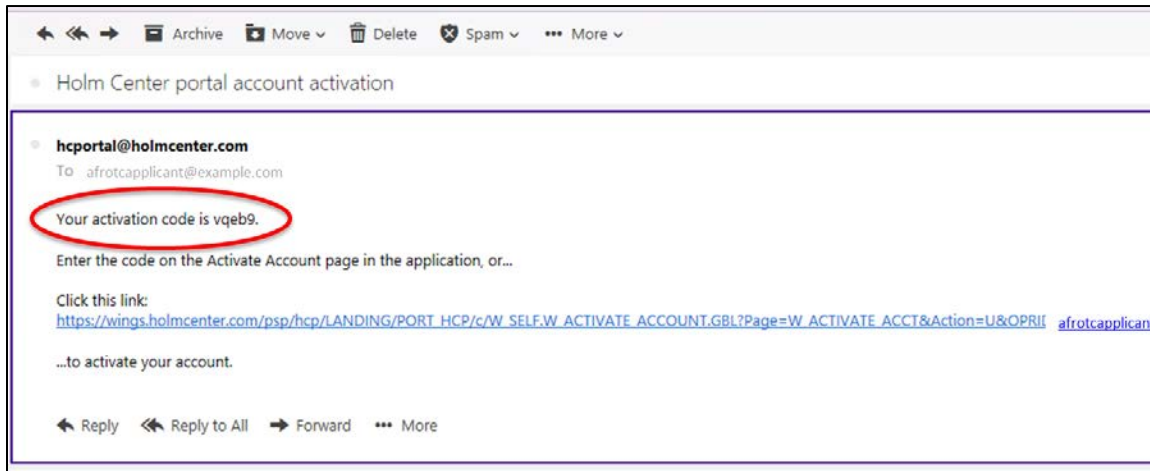 Archive Move Delete Spam More
Holm Center portal account activation
hcportal@holmcenter.com
To afrotcapplicant@example.com
Your activation code is vqeb9.
Enter the code on the Activate Account page in the application, or...
Click this link:
https://wings.holmcenter.com/psp/hcp/LANDING/PORT_HCP/c/W_SELF.W_ACTIVATE_ACCOUNT.GBL?Page=W_ACTIVATE_ACCT&Action=U&OPRID afrotcapplican
...to activate your account.
Reply Reply to All Forward More